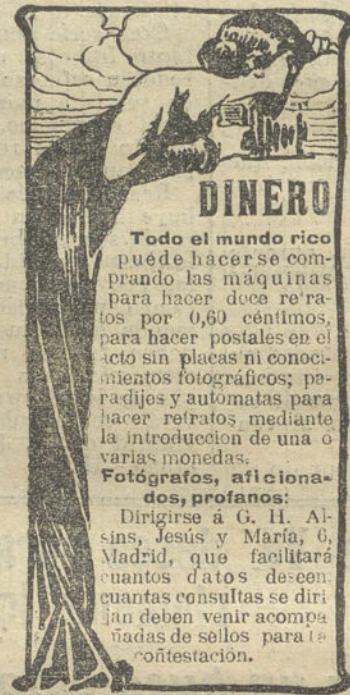 DINERO
Todo el mundo rico
puede hacerse com-
prando las máquinas
para hacer doce retra-
tos por 0,60 céntimos,
para hacer postales en el
acto sin placas ni conoci-
mientos fotográficos; pa-
radijes y autómatas para
hacer retratos mediante
la introduccion de una ó
varias monedas.
Fotógrafos, aficiona-
dos, profanos:
Dirigirse á G. H. Al-
sins, Jesús y María, 6,
Madrid, que facilitará
cuantos datos deseen,
cuantas consultas se diri
jan deben venir acompa
ñadas de sellos para la
contestación.